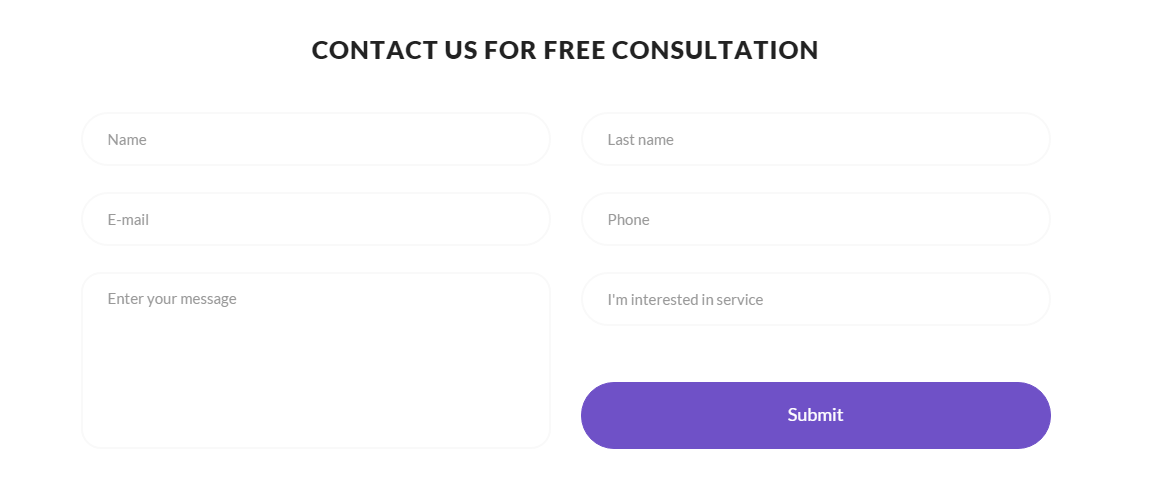 CONTACT US FOR FREE CONSULTATION
Name
Last name
E-mail
Phone
Enter your message
I'm interested in service
Submit